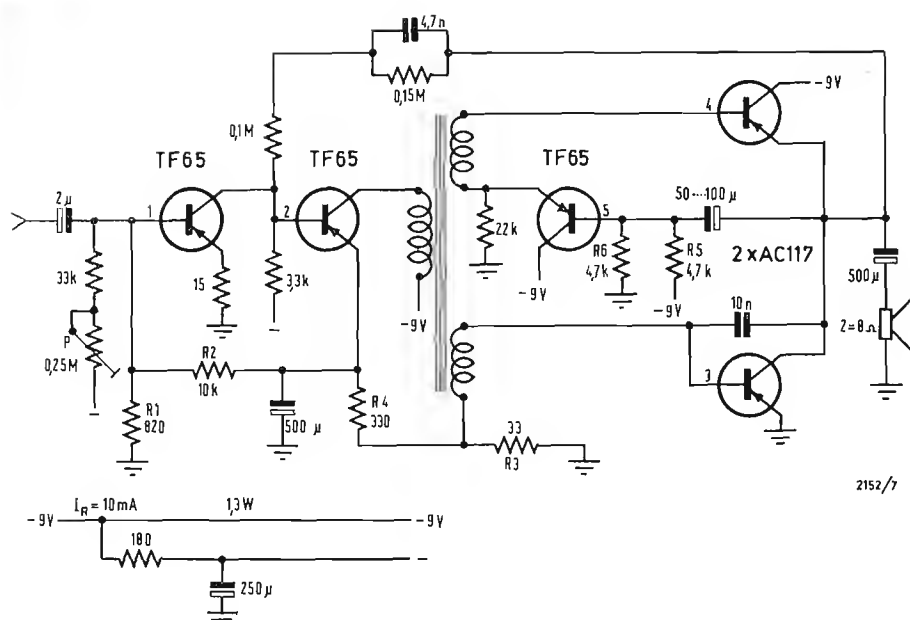 4,7n
0,15M
-9V
4
0,1M
TF65
TF65
TF65
2µ
1
2
5
50...100µ
22k
R6
4,7k
R5
4,7k
2xAC117
33k
15
3,3k
-9V
-9V
-9V
10n
500µ
2=8Ω
P
0,25M
R2
10k
3
R1
820
500µ
R4
330
33
R3
2152/7
I_R=10mA
1,3W
-9V
-9V
180
250µ